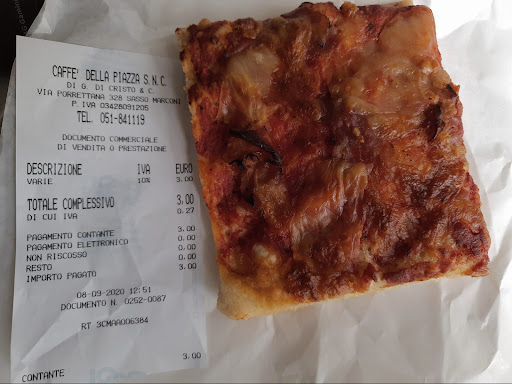 CAFFE' DELLA PIAZZA S.N.C.
DI G. DI CRISTO & C.
VIA PORRETTANA 328 SASSO MARCONI
P.IVA 03428091205
TEL. 051-841119
DOCUMENTO COMMERCIALE
DI VENDITA O PRESTAZIONE
DESCRIZIONE IVA EURO
VARIE 10% 3.00
TOTALE COMPLESSIVO 3.00
DI CUI IVA 0.27
PAGAMENTO CONTANTE 3.00
PAGAMENTO ELETTRONICO 0.00
NON RISCOSSO 0.00
RESTO 0.00
IMPORTO PAGATO 3.00
08-09-2020 12:51
DOCUMENTO N. 0252-0087
RT 3CMAA006384
CONTANTE 3.00